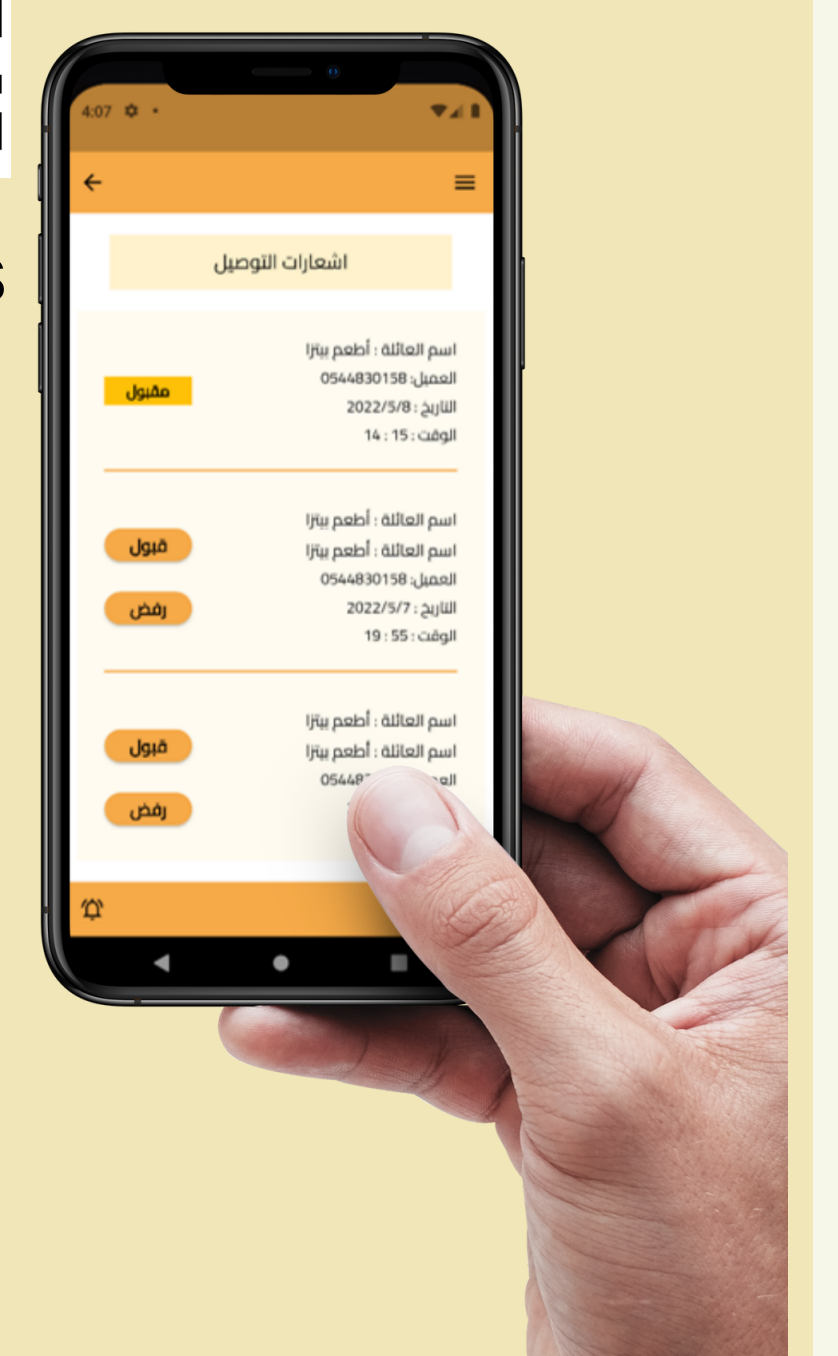 4:07
اشعارات التوصيل
اسم العائلة : أطعم بيتزا
العميل: 0544830158
التاريخ : 2022/5/8
الوقت : 15 : 14
مقبول
اسم العائلة : أطعم بيتزا
اسم العائلة : أطعم بيتزا
العميل: 0544830158
التاريخ : 2022/5/7
الوقت : 55 : 19
قبول
رفض
اسم العائلة : أطعم بيتزا
اسم العائلة : أطعم بيتزا
قبول
رفض